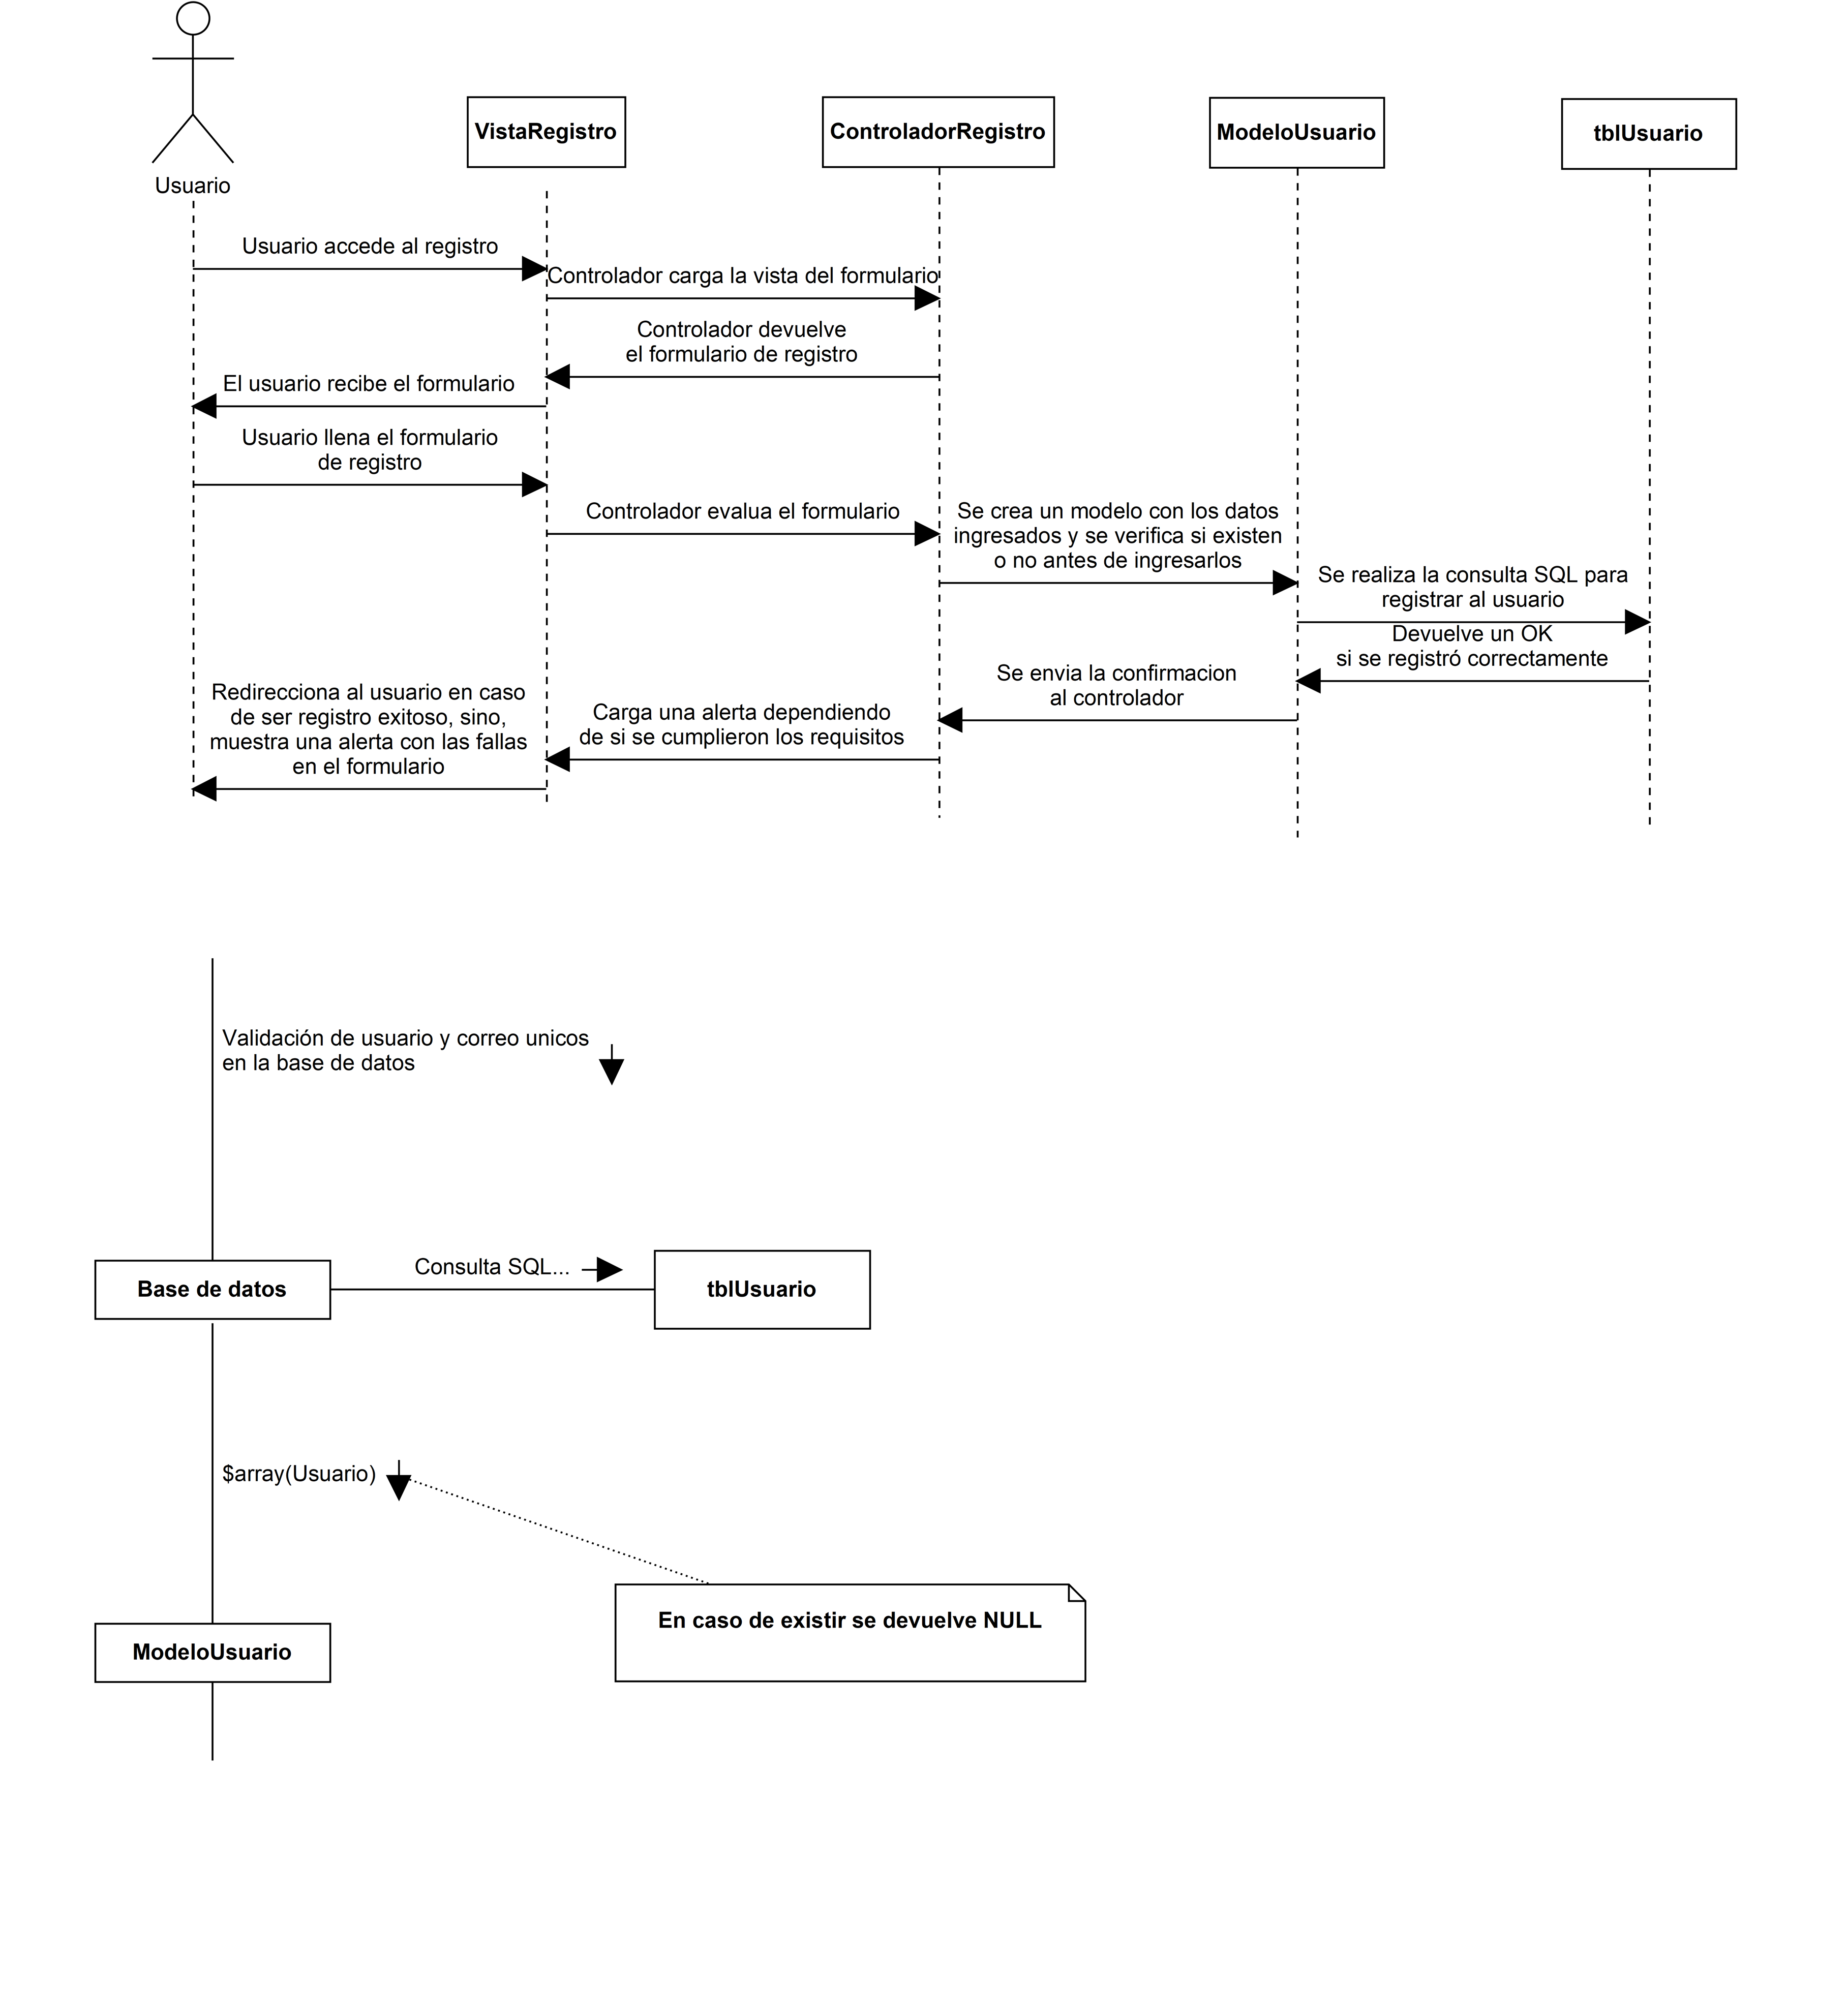 Usuario
VistaRegistro
ControladorRegistro
ModeloUsuario
tblUsuario
Usuario accede al registro
Controlador carga la vista del formulario
Controlador devuelve
el formulario de registro
El usuario recibe el formulario
Usuario llena el formulario
de registro
Controlador evalua el formulario
Se crea un modelo con los datos
ingresados y se verifica si existen
o no antes de ingresarlos
Se realiza la consulta SQL para
registrar al usuario
Devuelve un OK
si se registró correctamente
Se envia la confirmacion
al controlador
Carga una alerta dependiendo
de si se cumplieron los requisitos
Redirecciona al usuario en caso
de ser registro exitoso, sino,
muestra una alerta con las fallas
en el formulario
Validación de usuario y correo unicos
en la base de datos
Base de datos
Consulta SQL...
tblUsuario
$array(Usuario)
En caso de existir se devuelve NULL
ModeloUsuario